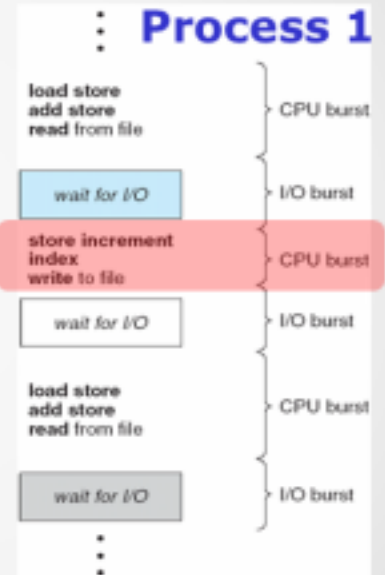 Process 1
load store
add store
read from file
CPU burst
wait for I/O
I/O burst
store increment
index
write to file
CPU burst
wait for I/O
I/O burst
load store
add store
read from file
CPU burst
wait for I/O
I/O burst